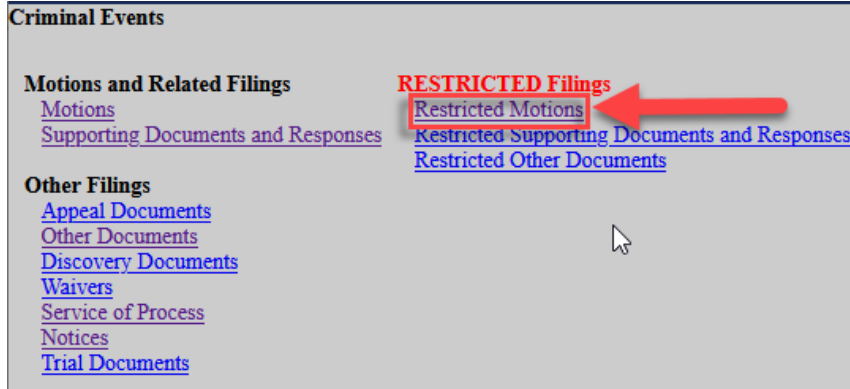 Criminal Events
Motions and Related Filings
Motions
Supporting Documents and Responses
Other Filings
Appeal Documents
Other Documents
Discovery Documents
Waivers
Service of Process
Notices
Trial Documents
RESTRICTED Filings
Restricted Motions
Restricted Supporting Documents and Responses
Restricted Other Documents